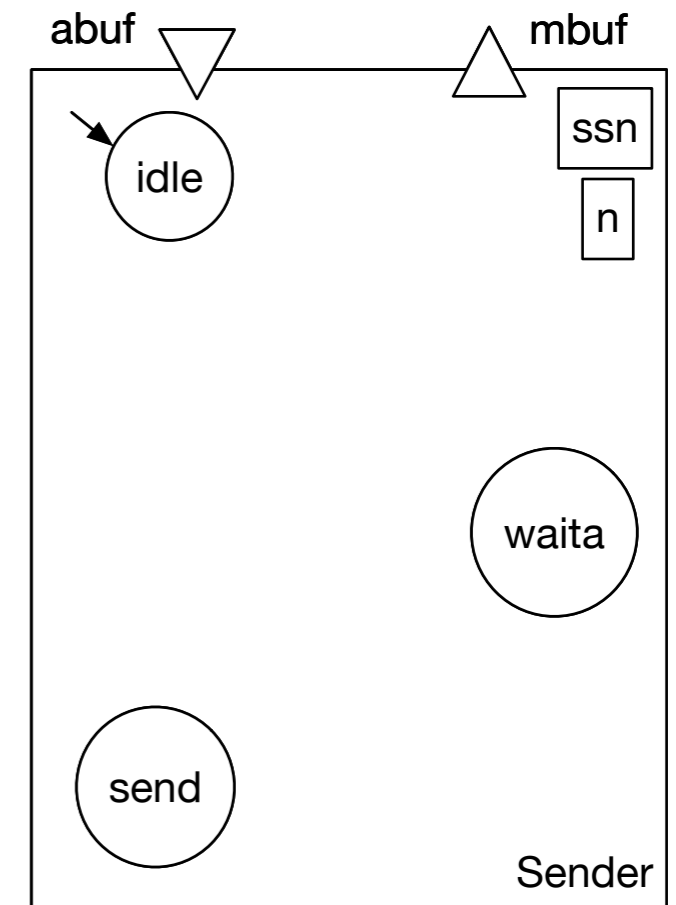 abuf
mbuf
ssn
idle
n
waita
send
Sender